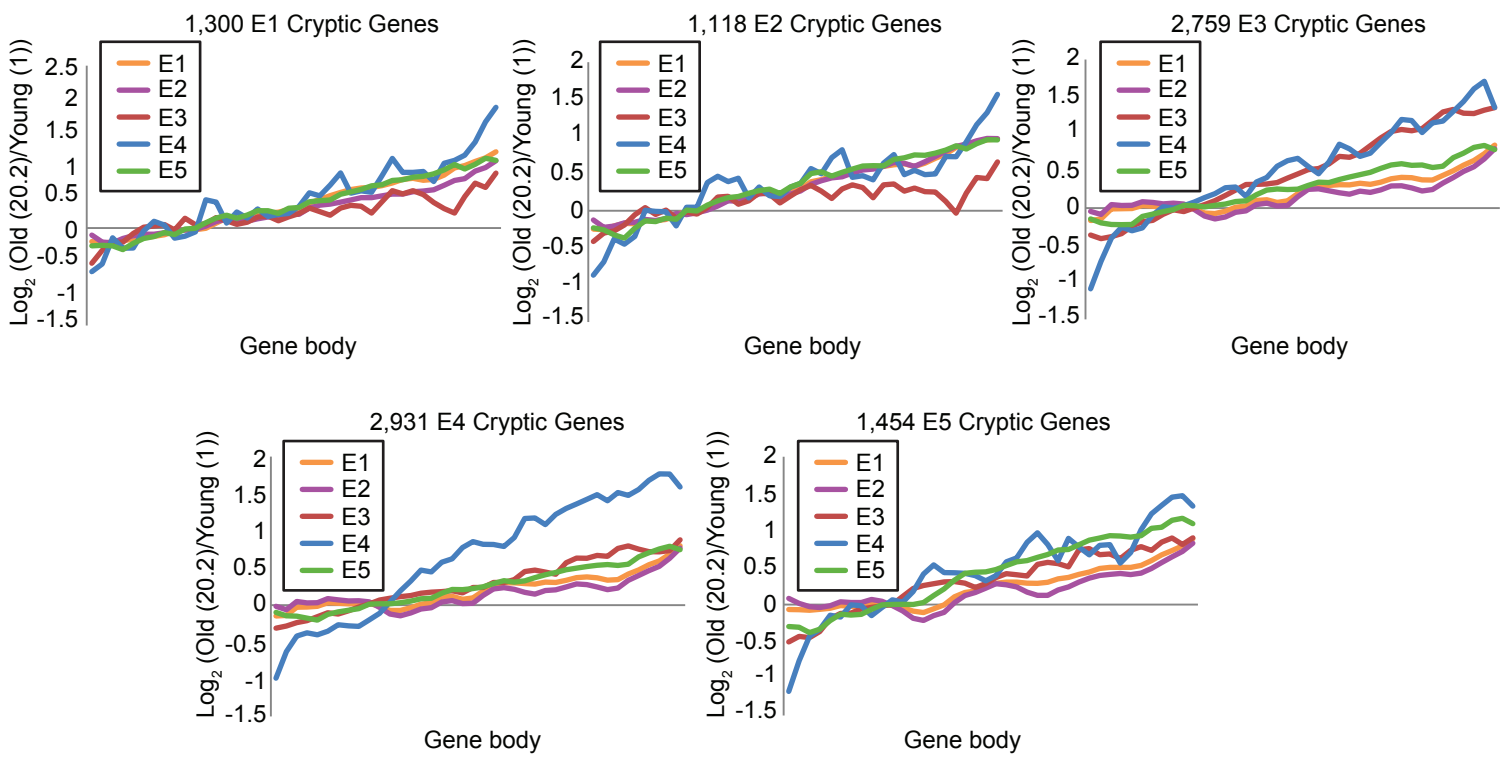 1,300 E1 Cryptic Genes
Log2 (Old (20.2)/Young (1))
2.5
2
1.5
1
0.5
0
-0.5
-1
-1.5
E1
E2
E3
E4
E5
Gene body
1,118 E2 Cryptic Genes
Log2 (Old (20.2)/Young (1))
2
1.5
1
0.5
0
-0.5
-1
-1.5
E1
E2
E3
E4
E5
Gene body
2,759 E3 Cryptic Genes
Log2 (Old (20.2)/Young (1))
2
1.5
1
0.5
0
-0.5
-1
-1.5
E1
E2
E3
E4
E5
Gene body
2,931 E4 Cryptic Genes
Log2 (Old (20.2)/Young (1))
2
1.5
1
0.5
0
-0.5
-1
-1.5
E1
E2
E3
E4
E5
Gene body
1,454 E5 Cryptic Genes
Log2 (Old (20.2)/Young (1))
2
1.5
1
0.5
0
-0.5
-1
-1.5
E1
E2
E3
E4
E5
Gene body